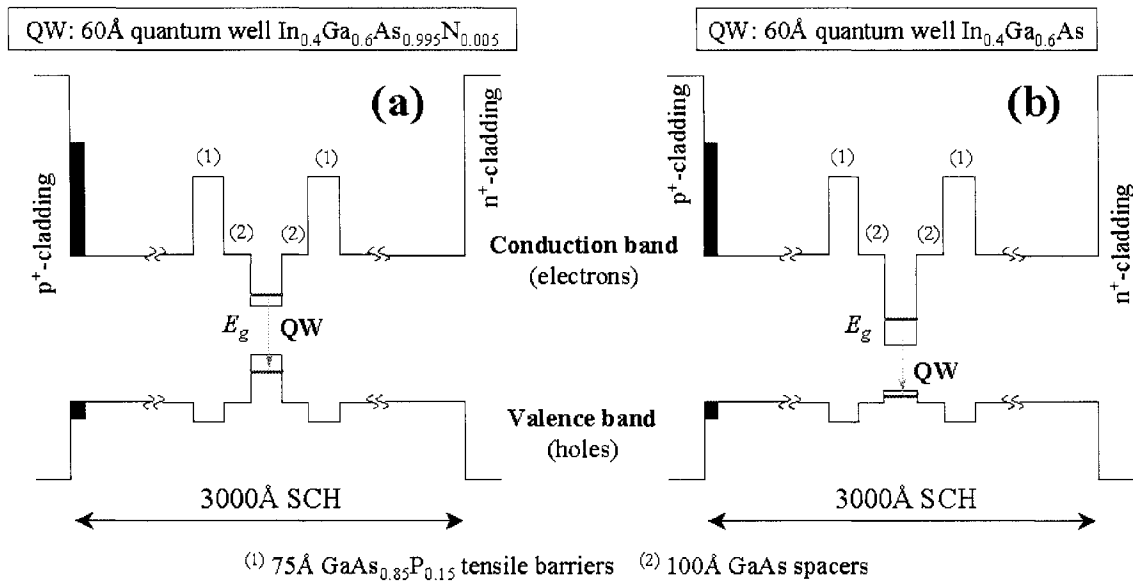 QW: 60Å quantum well In0.4Ga0.6As0.995N0.005
QW: 60Å quantum well In0.4Ga0.6As
(a)
(b)
p+-cladding
n+-cladding
p+-cladding
n+-cladding
(1)
(1)
(1)
(1)
(2)
(2)
(2)
(2)
Conduction band
(electrons)
Eg
QW
Eg
QW
Valence band
(holes)
3000Å SCH
3000Å SCH
(1) 75Å GaAs0.85P0.15 tensile barriers (2) 100Å GaAs spacers